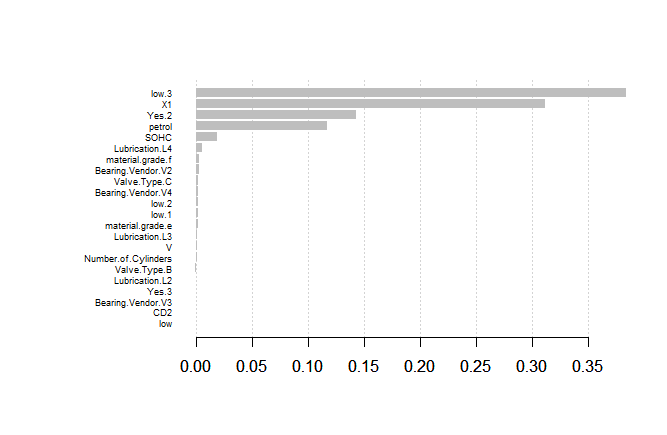 low.3
X1
Yes.2
petrol
SOHC
Lubrication.L4
material.grade.f
Bearing.Vendor.V2
Valve.Type.C
Bearing.Vendor.V4
low.2
low.1
material.grade.e
Lubrication.L3
V
Number.of.Cylinders
Valve.Type.B
Lubrication.L2
Yes.3
Bearing.Vendor.V3
CD2
low
0.00 0.05 0.10 0.15 0.20 0.25 0.30 0.35